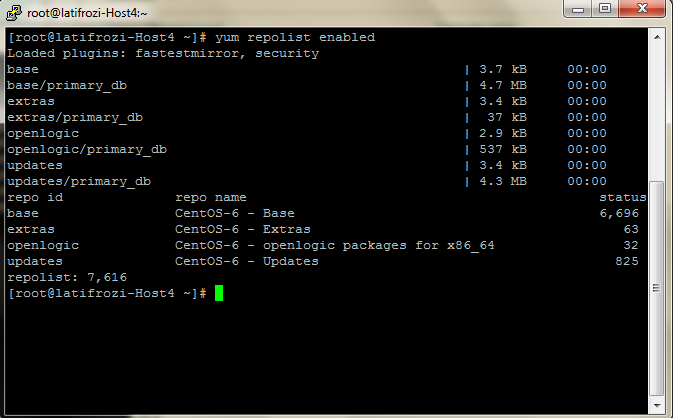 root@latifrozi-Host4:~
[root@latifrozi-Host4 ~]# yum repolist enabled
Loaded plugins: fastestmirror, security
base | 3.7 kB 00:00
base/primary_db | 4.7 MB 00:00
extras | 3.4 kB 00:00
extras/primary_db | 37 kB 00:00
openlogic | 2.9 kB 00:00
openlogic/primary_db | 537 kB 00:00
updates | 3.4 kB 00:00
updates/primary_db | 4.3 MB 00:00
repo id repo name status
base CentOS-6 - Base 6,696
extras CentOS-6 - Extras 63
openlogic CentOS-6 - openlogic packages for x86_64 32
updates CentOS-6 - Updates 825
repolist: 7,616
[root@latifrozi-Host4 ~]#